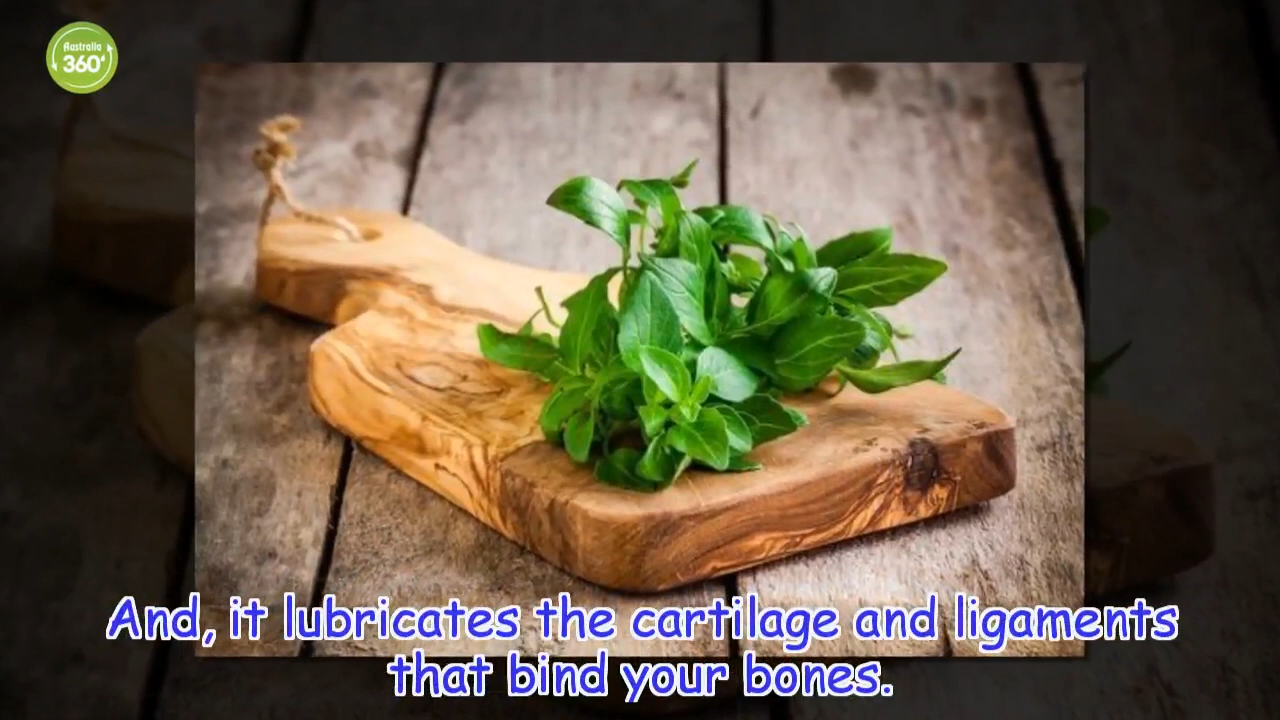 Australia
360°
And, it lubricates the cartilage and ligaments
that bind your bones.